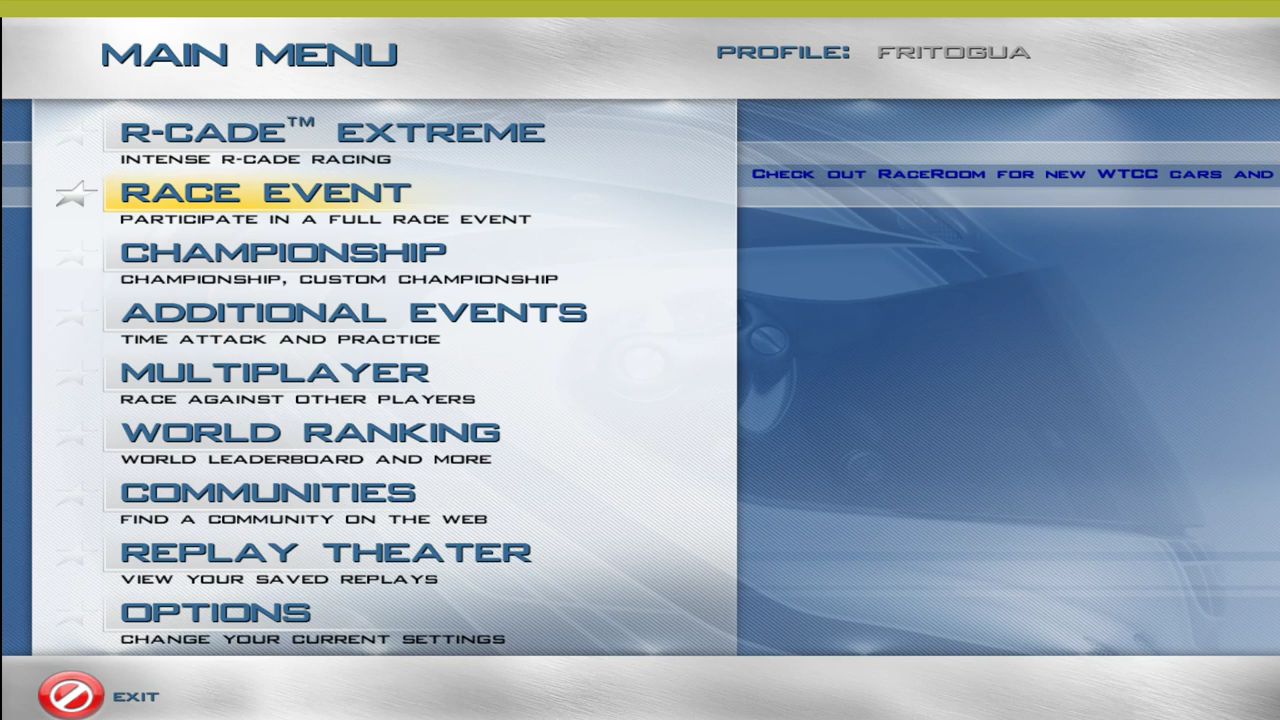 MAIN MENU
PROFILE: FRITOGUA
R-CADE™ EXTREME
INTENSE R-CADE RACING
RACE EVENT
PARTICIPATE IN A FULL RACE EVENT
CHAMPIONSHIP
CHAMPIONSHIP, CUSTOM CHAMPIONSHIP
ADDITIONAL EVENTS
TIME ATTACK AND PRACTICE
MULTIPLAYER
RACE AGAINST OTHER PLAYERS
WORLD RANKING
WORLD LEADERBOARD AND MORE
COMMUNITIES
FIND A COMMUNITY ON THE WEB
REPLAY THEATER
VIEW YOUR SAVED REPLAYS
OPTIONS
CHANGE YOUR CURRENT SETTINGS
Check out RaceRoom for new WTCC cars and
EXIT